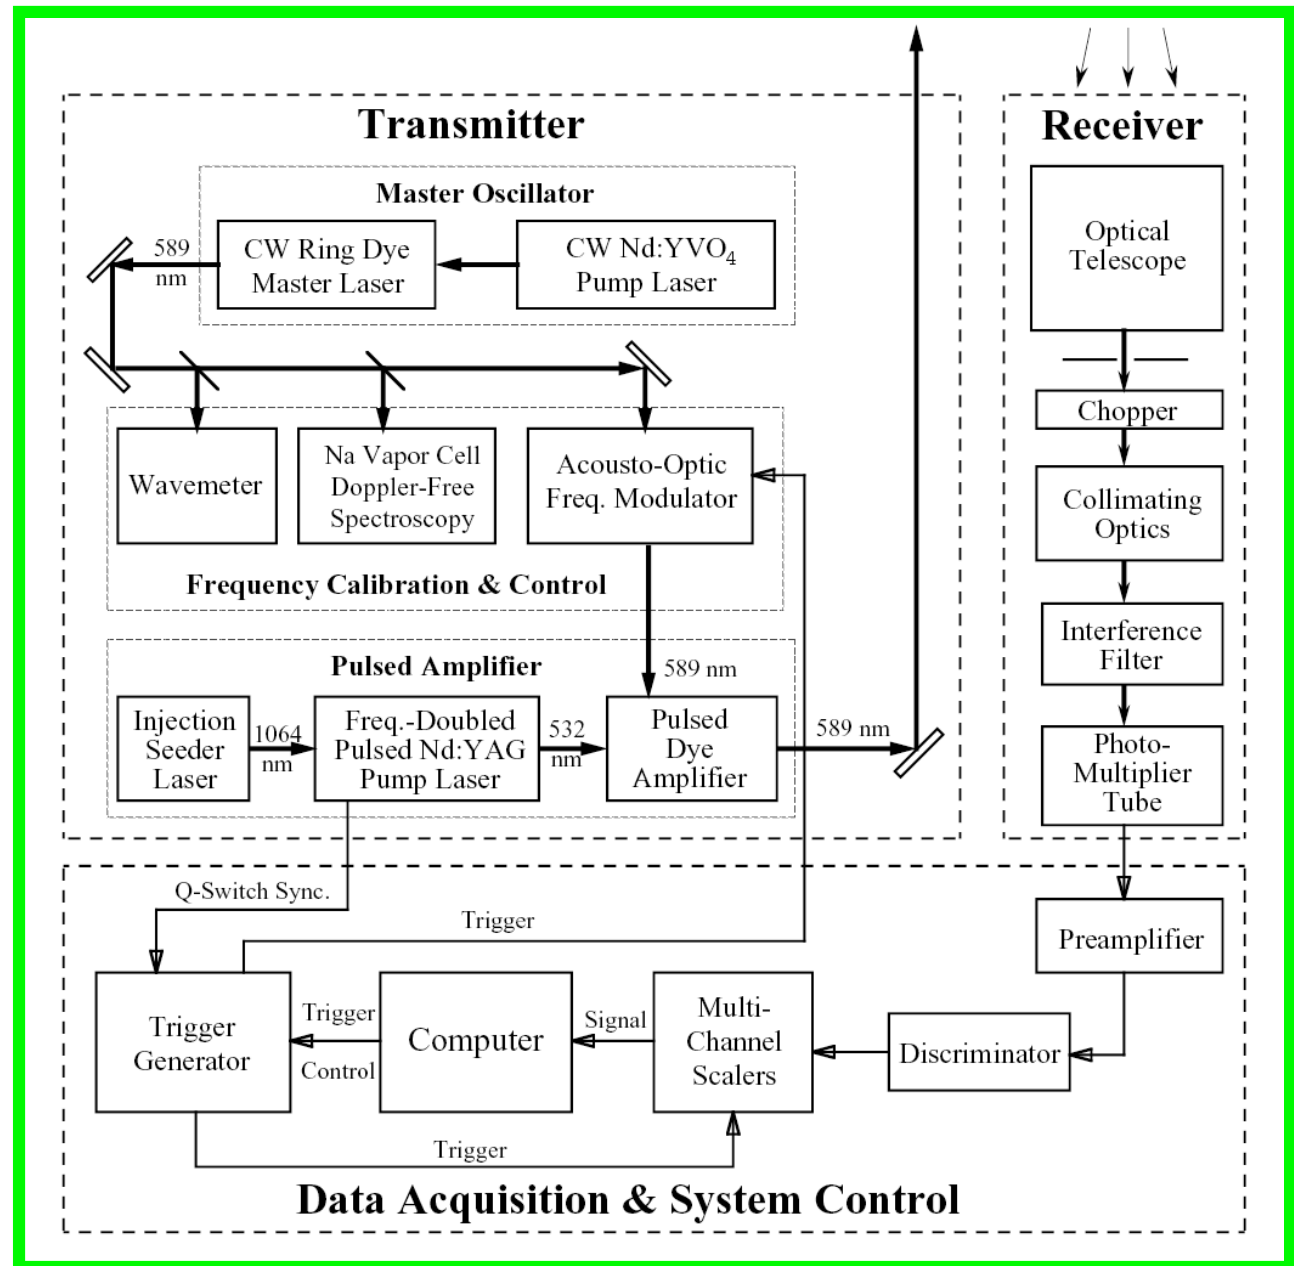 Transmitter
Receiver
Master Oscillator
CW Ring Dye
Master Laser
CW Nd:YVO₄
Pump Laser
589
nm
Optical
Telescope
Chopper
Wavemeter
Na Vapor Cell
Doppler-Free
Spectroscopy
Acousto-Optic
Freq. Modulator
Collimating
Optics
Frequency Calibration & Control
Interference
Filter
Pulsed Amplifier
589 nm
Injection
Seeder
Laser
1064
nm
Freq.-Doubled
Pulsed Nd:YAG
Pump Laser
532
nm
Pulsed
Dye
Amplifier
589 nm
Photo-
Multiplier
Tube
Q-Switch Sync.
Trigger
Preamplifier
Trigger
Generator
Trigger
Control
Computer
Signal
Multi-
Channel
Scalers
Discriminator
Trigger
Data Acquisition & System Control